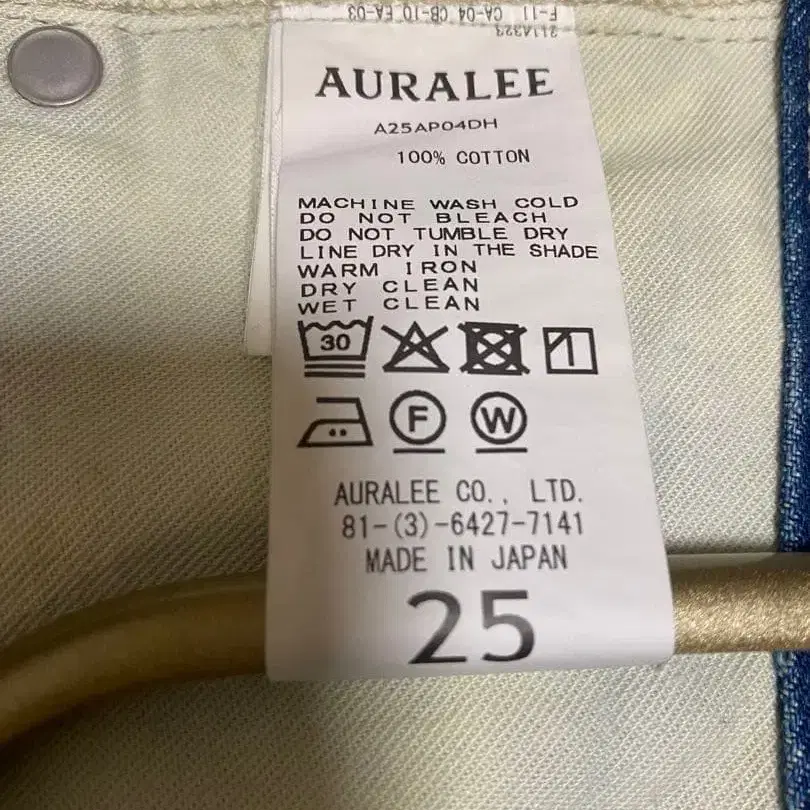 F-11 CA-04 CB-10 EA-03
2114323
AURALEE
A25AP04DH
100% COTTON
MACHINE WASH COLD
DO NOT BLEACH
DO NOT TUMBLE DRY
LINE DRY IN THE SHADE
WARM IRON
DRY CLEAN
WET CLEAN
30
F W
AURALEE CO., LTD.
81-(3)-6427-7141
MADE IN JAPAN
25